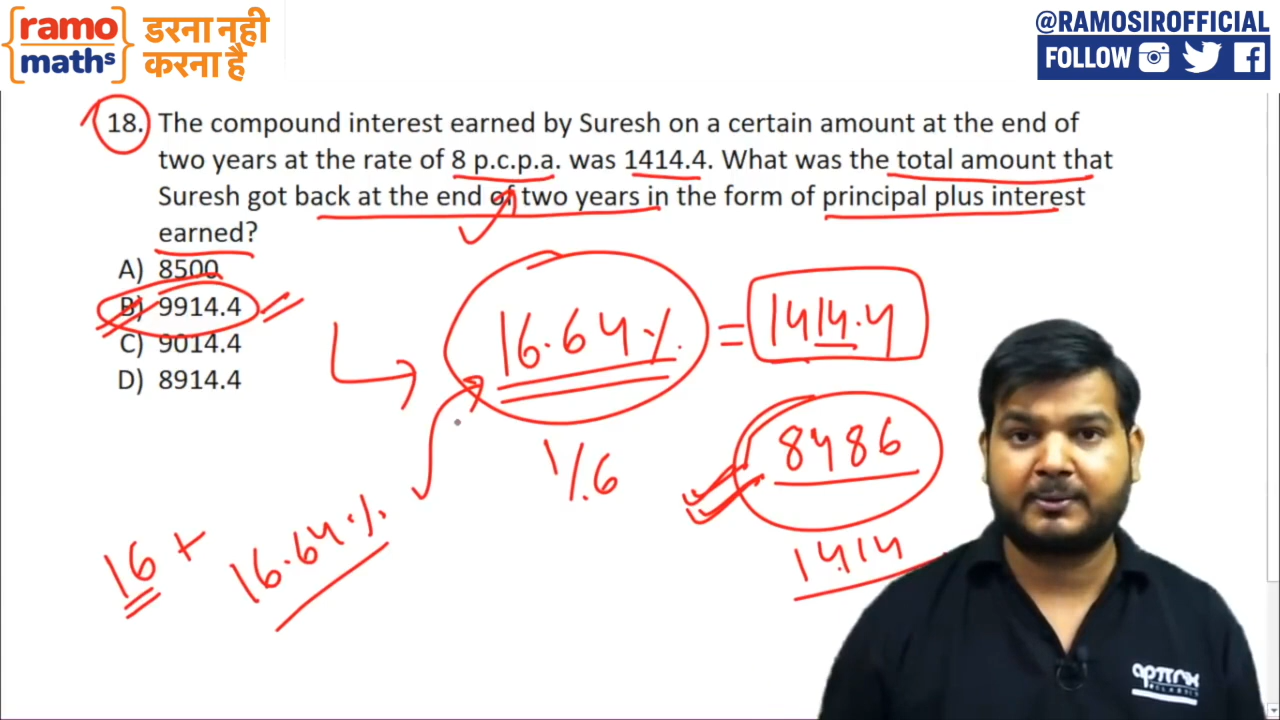 ramo
maths
डरना नही
करना है
@RAMOSIROFFICIAL
FOLLOW
18. The compound interest earned by Suresh on a certain amount at the end of
two years at the rate of 8 p.c.p.a. was 1414.4. What was the total amount that
Suresh got back at the end of two years in the form of principal plus interest
earned?
A) 8500
B) 9914.4
C) 9014.4
D) 8914.4
16.64% = 1414.4
1/.6
8486
1414
16+
16.64%
apttrix
CLASSES